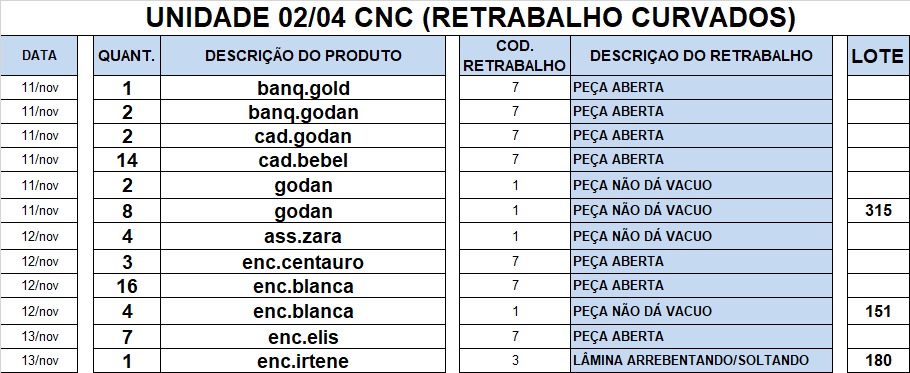 UNIDADE 02/04 CNC (RETRABALHO CURVADOS)
DATA QUANT. DESCRIÇÃO DO PRODUTO COD. RETRABALHO DESCRIÇAO DO RETRABALHO LOTE
11/nov 1 banq.gold 7 PEÇA ABERTA
11/nov 2 banq.godan 7 PEÇA ABERTA
11/nov 2 cad.godan 7 PEÇA ABERTA
11/nov 14 cad.bebel 7 PEÇA ABERTA
11/nov 2 godan 1 PEÇA NÃO DÁ VACUO
11/nov 8 godan 1 PEÇA NÃO DÁ VACUO 315
12/nov 4 ass.zara 1 PEÇA NÃO DÁ VACUO
12/nov 3 enc.centauro 7 PEÇA ABERTA
12/nov 16 enc.blanca 7 PEÇA ABERTA
12/nov 4 enc.blanca 1 PEÇA NÃO DÁ VACUO 151
13/nov 7 enc.elis 7 PEÇA ABERTA
13/nov 1 enc.irtene 3 LÂMINA ARREBENTANDO/SOLTANDO 180